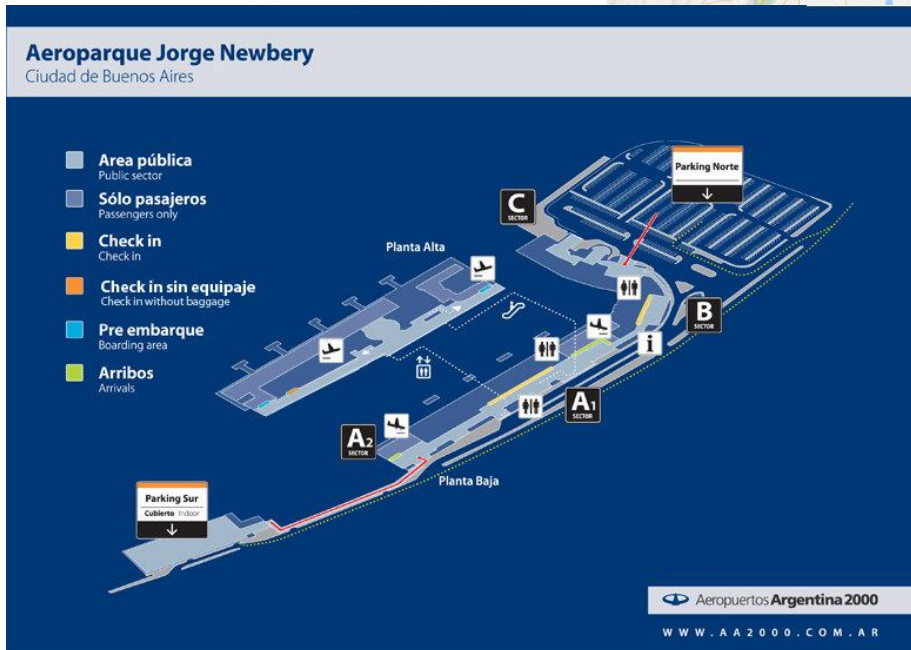 Aeroparque Jorge Newbery
Ciudad de Buenos Aires
Area pública
Public sector
Sólo pasajeros
Passengers only
Check in
Check in
Check in sin equipaje
Check in without baggage
Pre embarque
Boarding area
Arribos
Arrivals
Parking Norte
C
SECTOR
Planta Alta
B
SECTOR
i
A1
SECTOR
A2
SECTOR
Planta Baja
Parking Sur
Cubierto Indoor
Aeropuertos Argentina 2000
WWW.AA2000.COM.AR